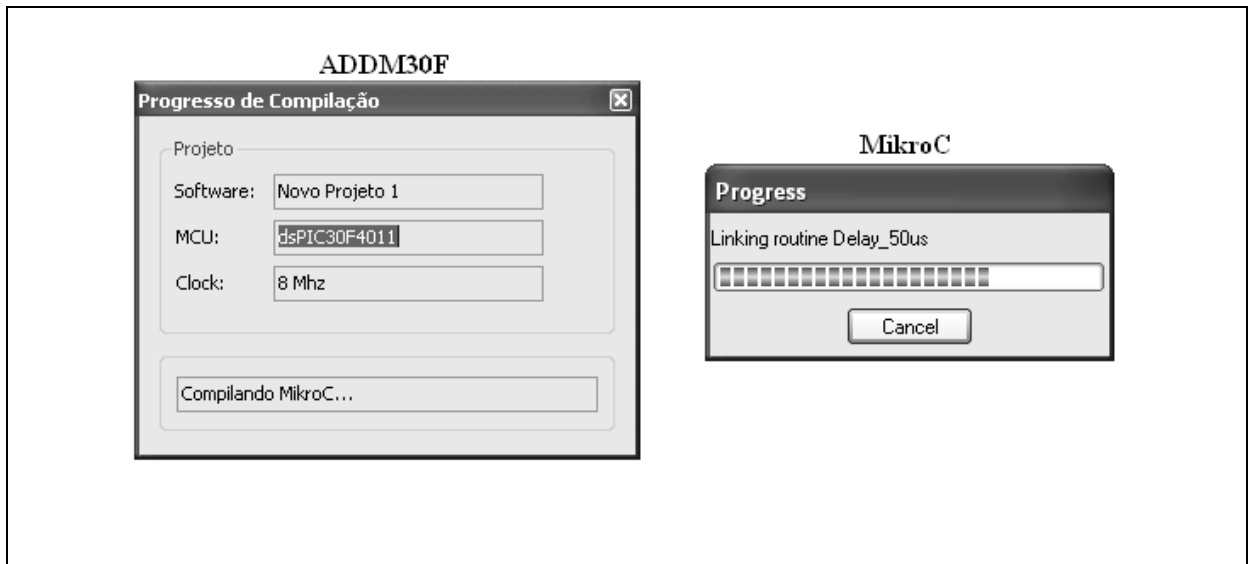 ADDM30F
Progresso de Compilação
Projeto
Software: Novo Projeto 1
MCU: dsPIC30F4011
Clock: 8 Mhz
Compilando MikroC...
MikroC
Progress
Linking routine Delay_50us
Cancel